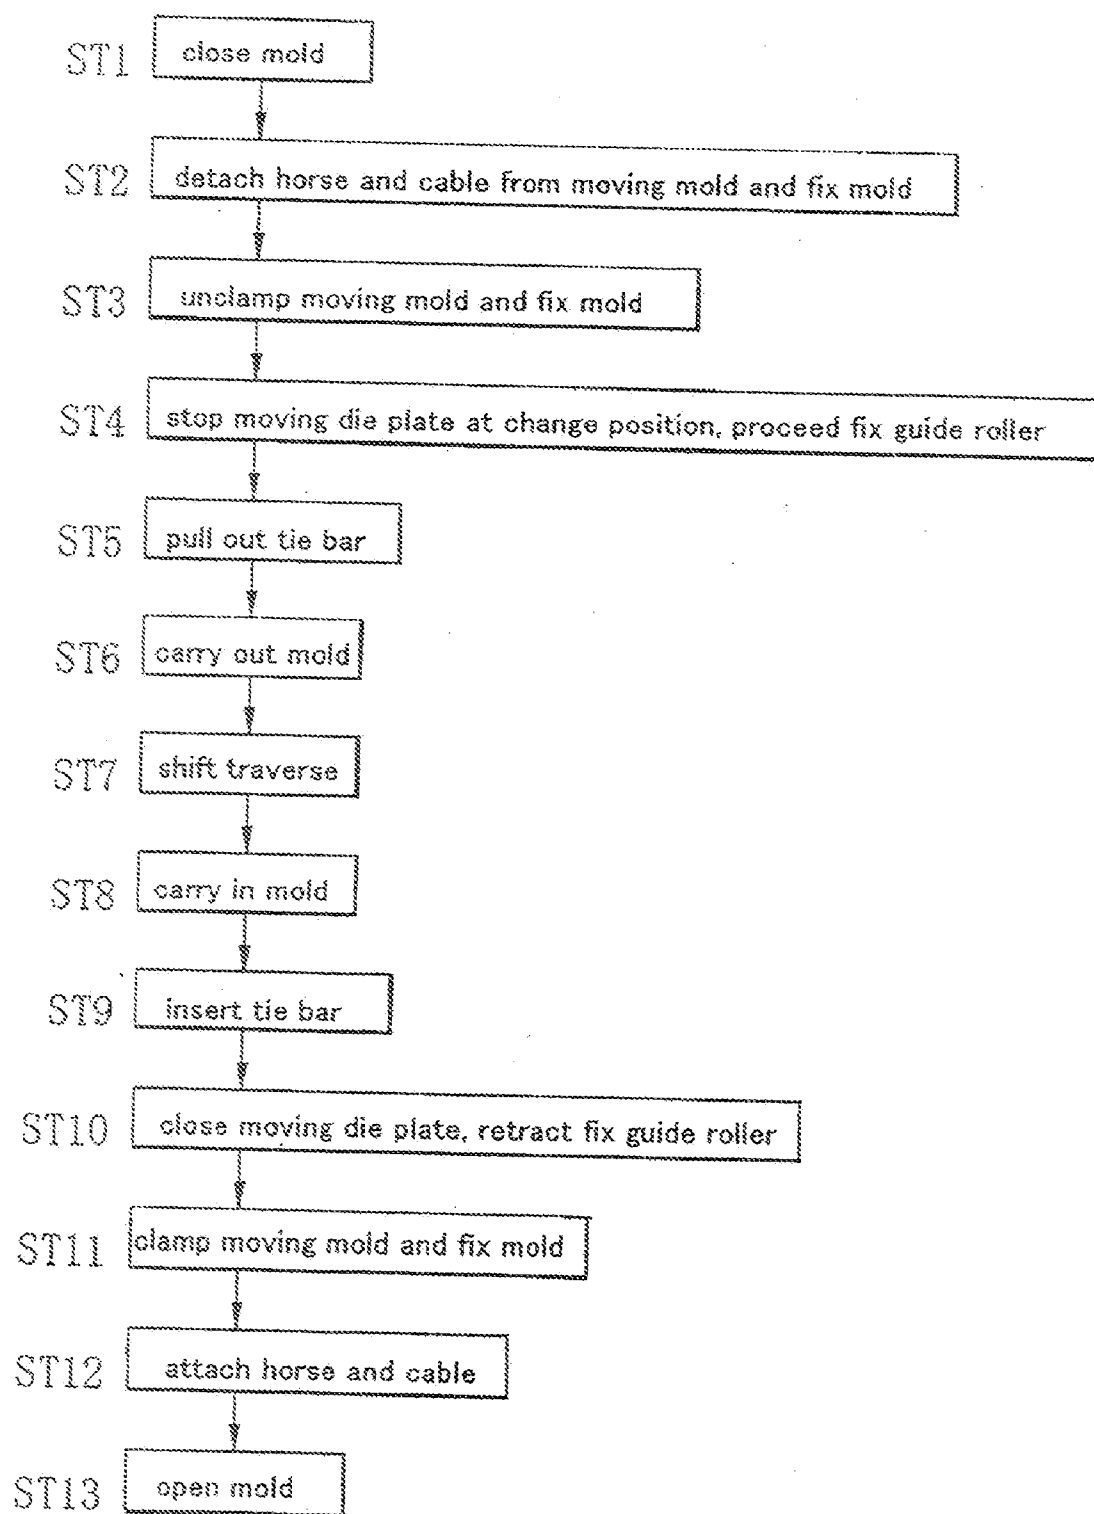 ST1 close mold
ST2 detach horse and cable from moving mold and fix mold
ST3 unclamp moving mold and fix mold
ST4 stop moving die plate at change position, proceed fix guide roller
ST5 pull out tie bar
ST6 carry out mold
ST7 shift traverse
ST8 carry in mold
ST9 insert tie bar
ST10 close moving die plate, retract fix guide roller
ST11 clamp moving mold and fix mold
ST12 attach horse and cable
ST13 open mold